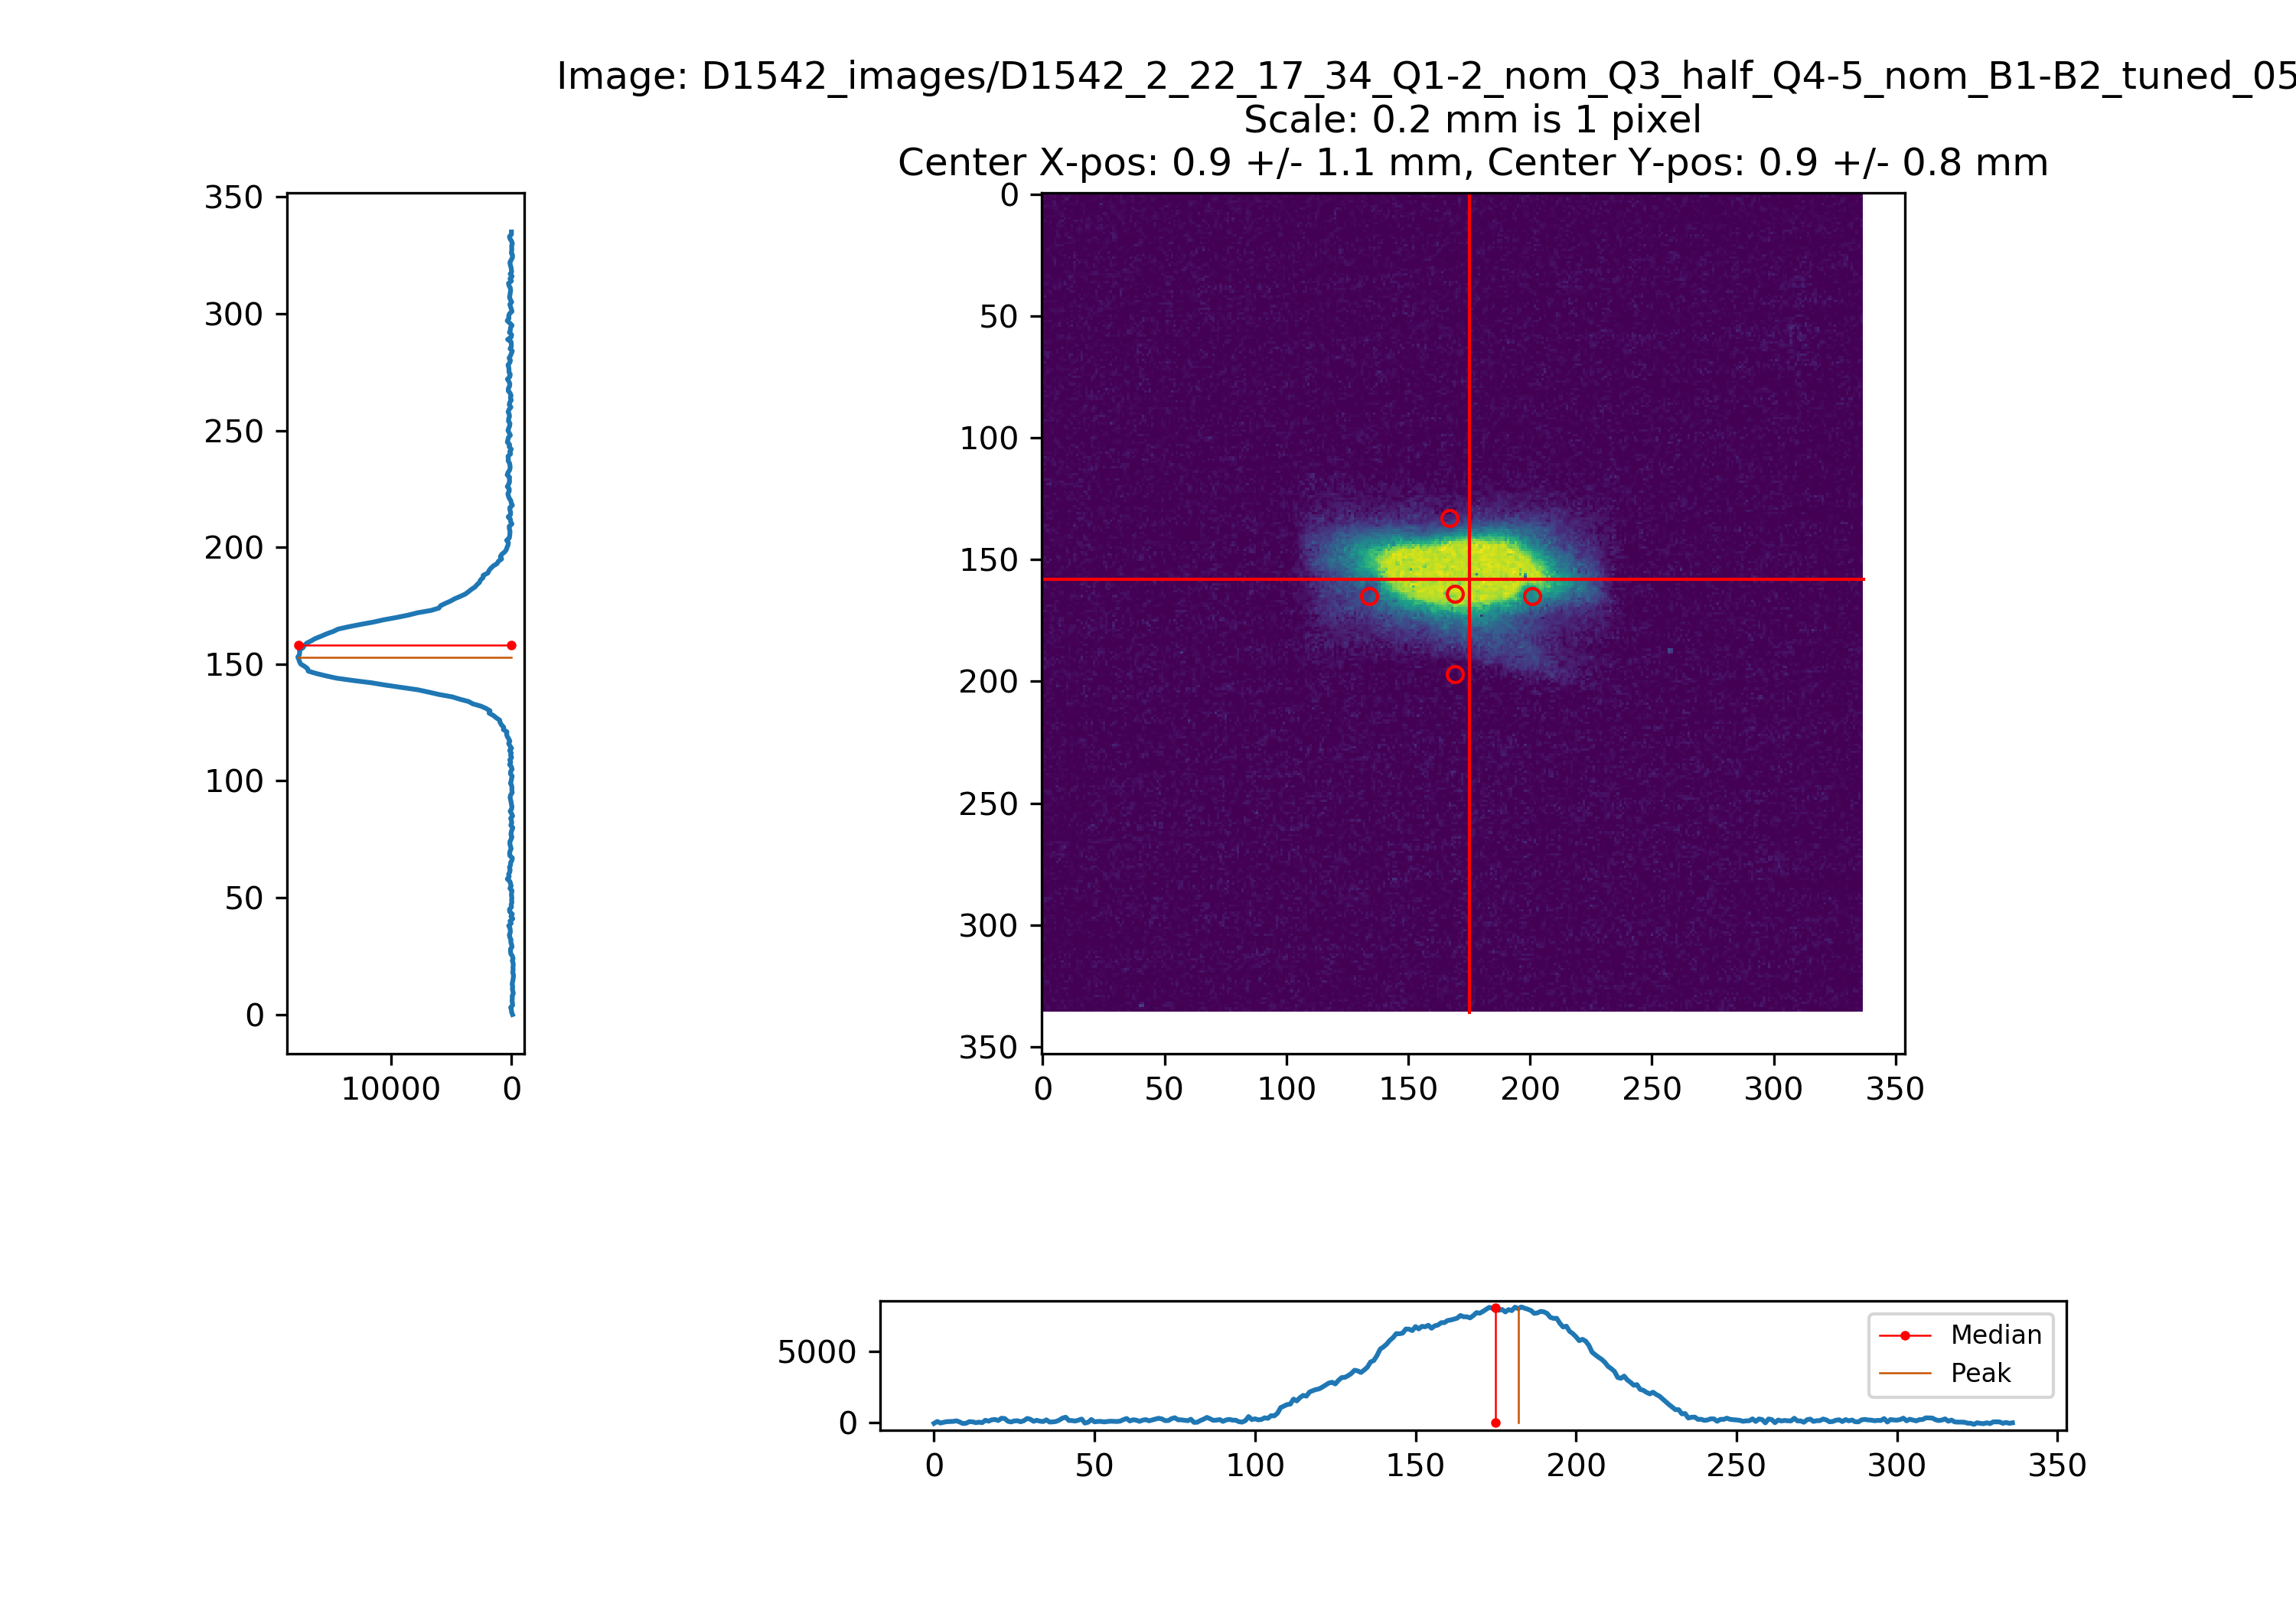 Image: D1542_images/D1542_2_22_17_34_Q1-2_nom_Q3_half_Q4-5_nom_B1-B2_tuned_05
Scale: 0.2 mm is 1 pixel
Center X-pos: 0.9 +/- 1.1 mm, Center Y-pos: 0.9 +/- 0.8 mm
350
300
250
200
150
100
50
0
10000 0
0
50
100
150
200
250
300
350
0 50 100 150 200 250 300 350
5000
0
Median
Peak
0 50 100 150 200 250 300 350